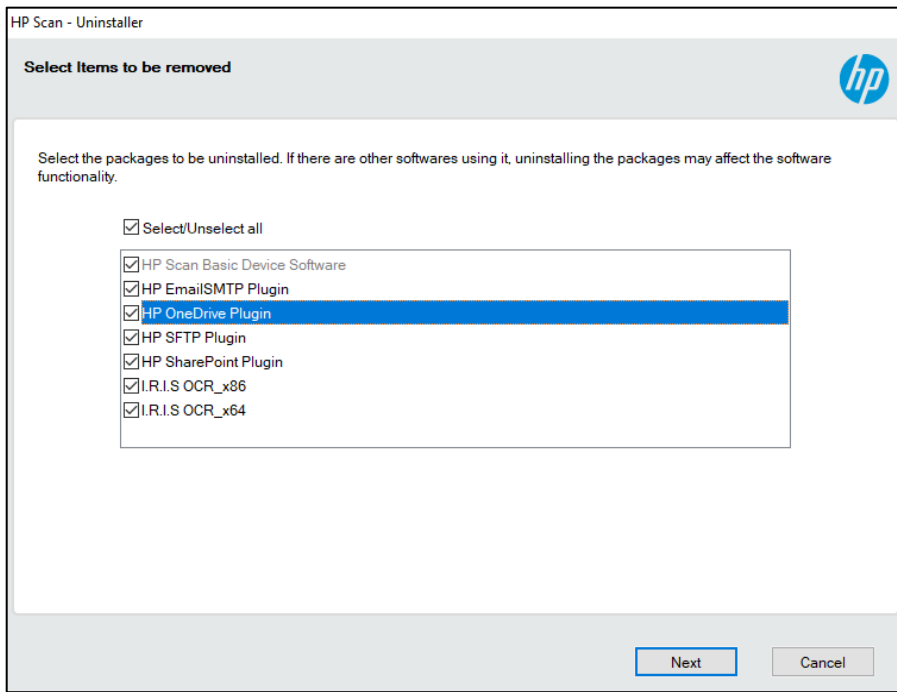 HP Scan - Uninstaller
Select Items to be removed
hp
Select the packages to be uninstalled. If there are other softwares using it, uninstalling the packages may affect the software
functionality.
Select/Unselect all
HP Scan Basic Device Software
HP EmailSMTP Plugin
HP OneDrive Plugin
HP SFTP Plugin
HP SharePoint Plugin
I.R.I.S OCR_x86
I.R.I.S OCR_x64
Next
Cancel